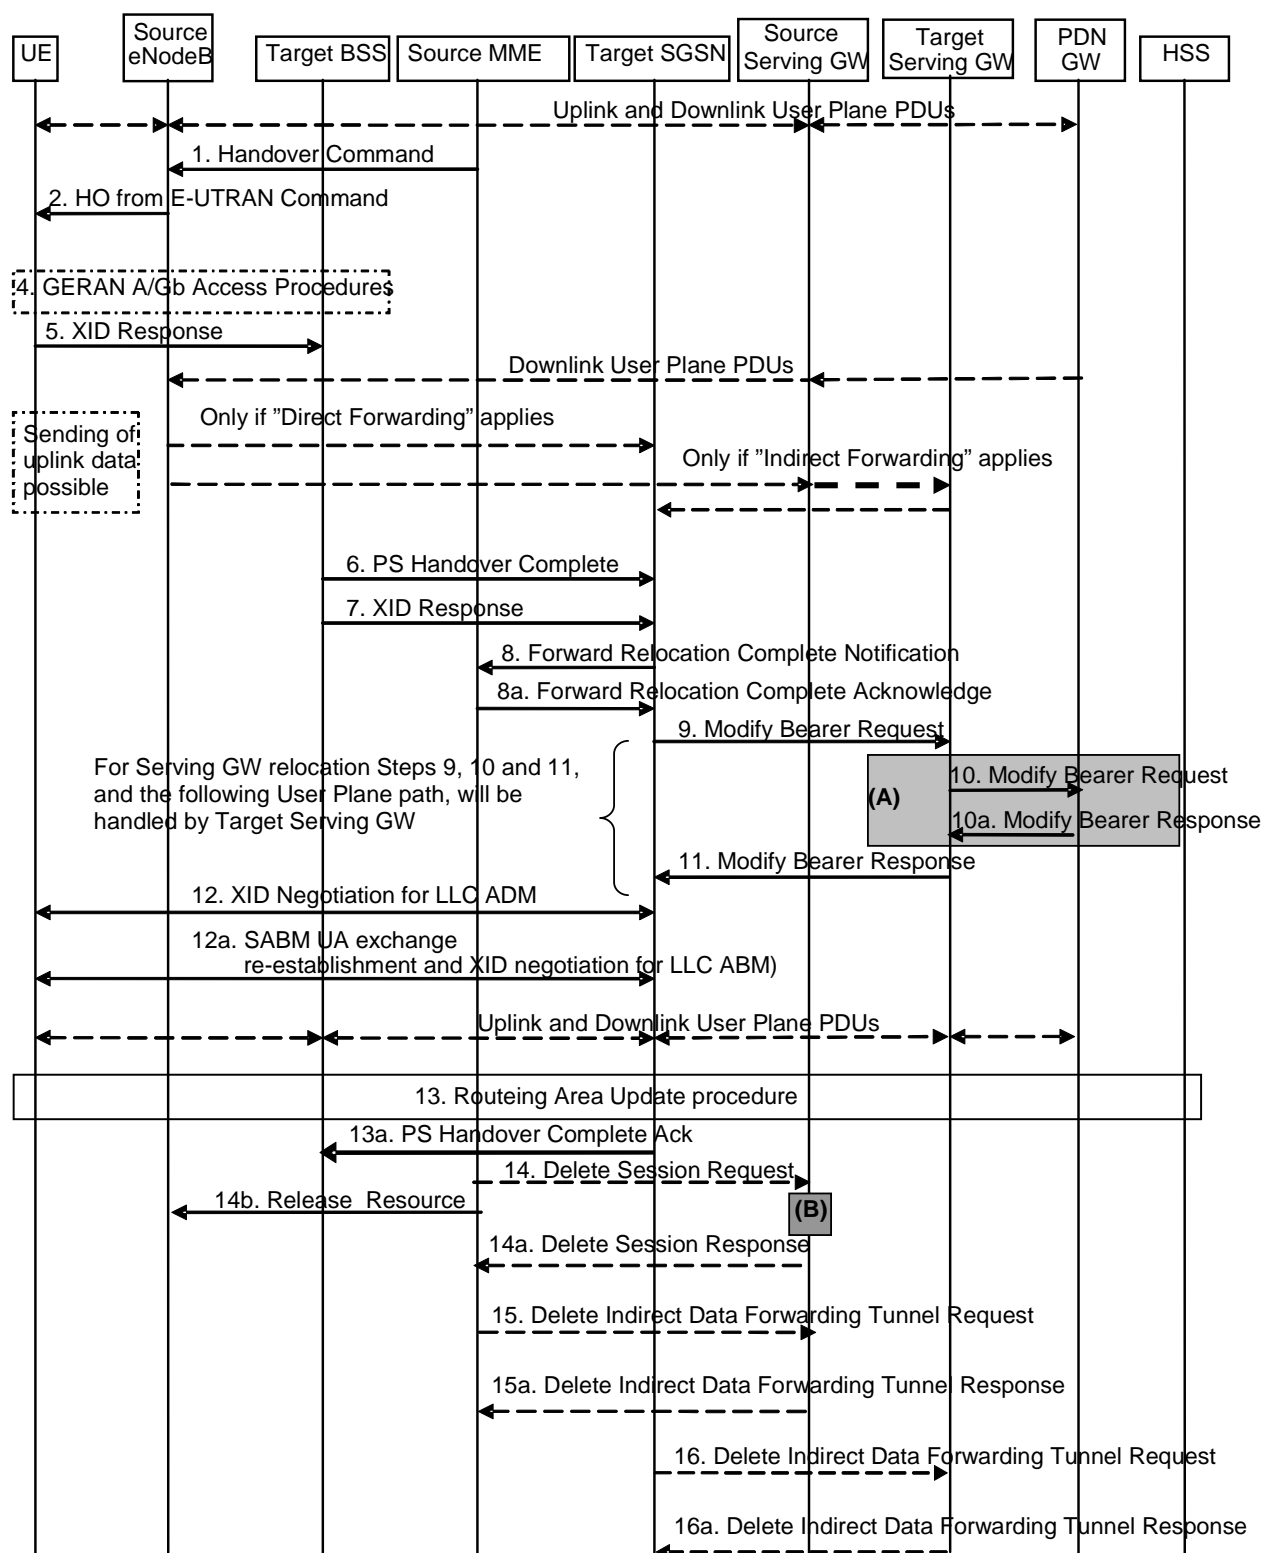 UE
Source
eNodeB
Target BSS
Source MME
Target SGSN
Source
Serving GW
Target
Serving GW
PDN
GW
HSS
Uplink and Downlink User Plane PDUs
1. Handover Command
2. HO from E-UTRAN Command
4. GERAN A/Gb Access Procedures
5. XID Response
Downlink User Plane PDUs
Only if ”Direct Forwarding” applies
Sending of
uplink data
possible
Only if ”Indirect Forwarding” applies
6. PS Handover Complete
7. XID Response
8. Forward Relocation Complete Notification
8a. Forward Relocation Complete Acknowledge
9. Modify Bearer Request
For Serving GW relocation Steps 9, 10 and 11,
and the following User Plane path, will be
handled by Target Serving GW
(A)
10. Modify Bearer Request
10a. Modify Bearer Response
11. Modify Bearer Response
12. XID Negotiation for LLC ADM
12a. SABM UA exchange
re-establishment and XID negotiation for LLC ABM)
Uplink and Downlink User Plane PDUs
13. Routeing Area Update procedure
13a. PS Handover Complete Ack
14. Delete Session Request
14b. Release Resource
(B)
14a. Delete Session Response
15. Delete Indirect Data Forwarding Tunnel Request
15a. Delete Indirect Data Forwarding Tunnel Response
16. Delete Indirect Data Forwarding Tunnel Request
16a. Delete Indirect Data Forwarding Tunnel Response